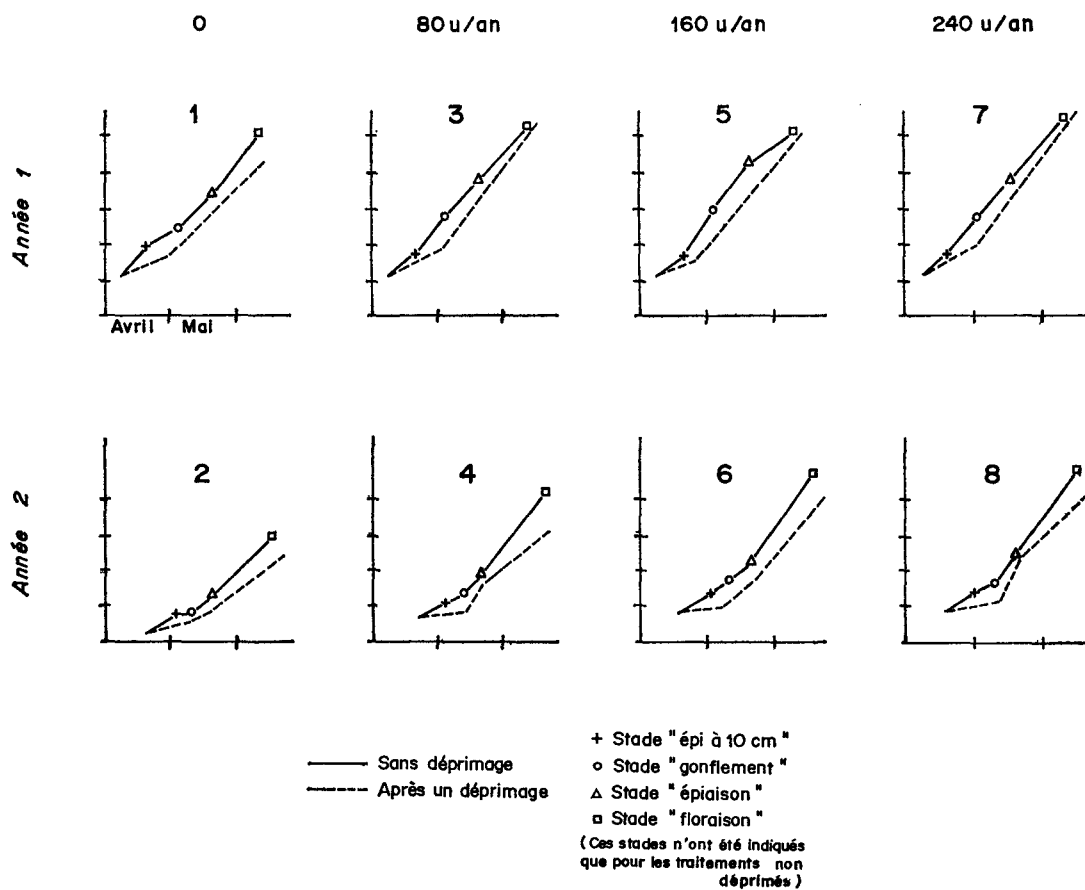 0 80 u/an 160 u/an 240 u/an
Année 1
1 3 5 7
Avril Mai
Année 2
2 4 6 8
Sans déprimage
Après un déprimage
+ Stade "épi à 10 cm"
o Stade "gonflement"
△ Stade "épiaison"
□ Stade "floraison"
(Ces stades n'ont été indiqués
que pour les traitements non
déprimés)